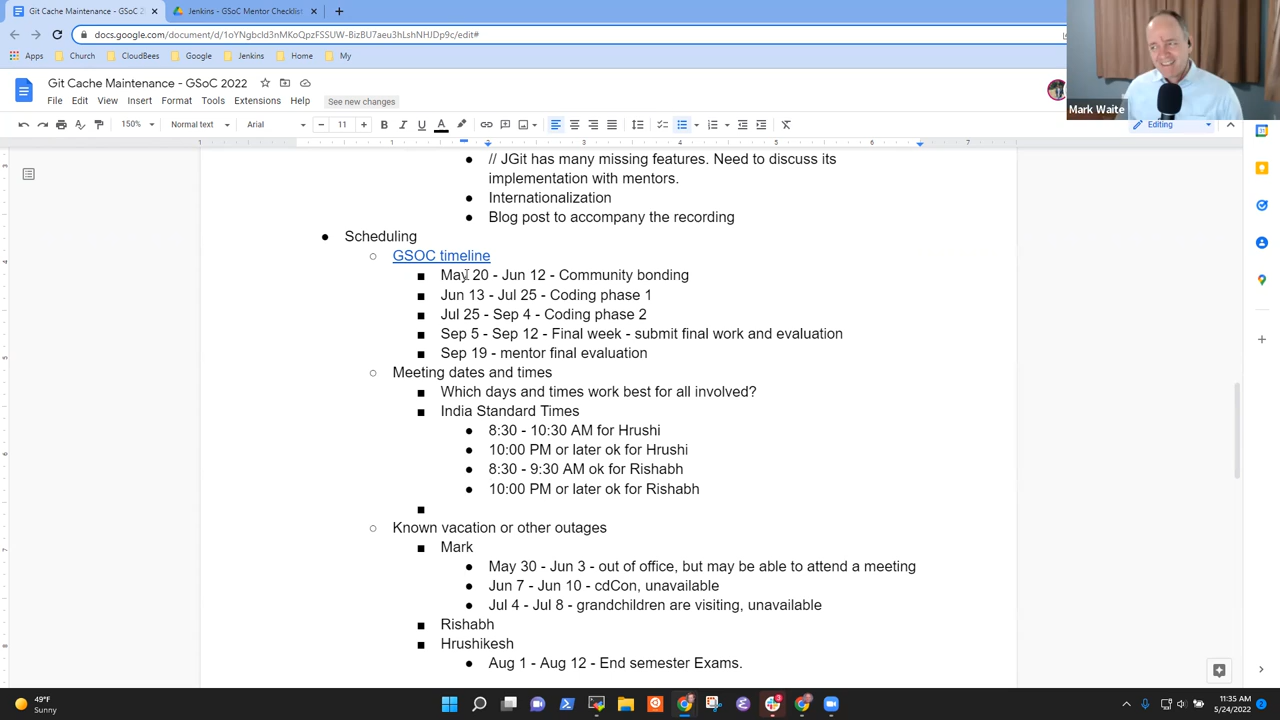 Git Cache Maintenance - GSoC 2
Jenkins - GSoC Mentor Checklist
docs.google.com/document/d/1oYNgbcId3nMKoQpzFSSUW-BizBU7aeu3hLshNHJDp9c/edit#
Apps
Church
CloudBees
Google
Jenkins
Home
My
Git Cache Maintenance - GSoC 2022
File Edit View Insert Format Tools Extensions Help
See new changes
150%
Normal text
Arial
11
Editing
Mark Waite
// JGit has many missing features. Need to discuss its
implementation with mentors.
Internationalization
Blog post to accompany the recording
Scheduling
GSOC timeline
May 20 - Jun 12 - Community bonding
Jun 13 - Jul 25 - Coding phase 1
Jul 25 - Sep 4 - Coding phase 2
Sep 5 - Sep 12 - Final week - submit final work and evaluation
Sep 19 - mentor final evaluation
Meeting dates and times
Which days and times work best for all involved?
India Standard Times
8:30 - 10:30 AM for Hrushi
10:00 PM or later ok for Hrushi
8:30 - 9:30 AM ok for Rishabh
10:00 PM or later ok for Rishabh
Known vacation or other outages
Mark
May 30 - Jun 3 - out of office, but may be able to attend a meeting
Jun 7 - Jun 10 - cdCon, unavailable
Jul 4 - Jul 8 - grandchildren are visiting, unavailable
Rishabh
Hrushikesh
Aug 1 - Aug 12 - End semester Exams.
49°F
Sunny
11:35 AM
5/24/2022